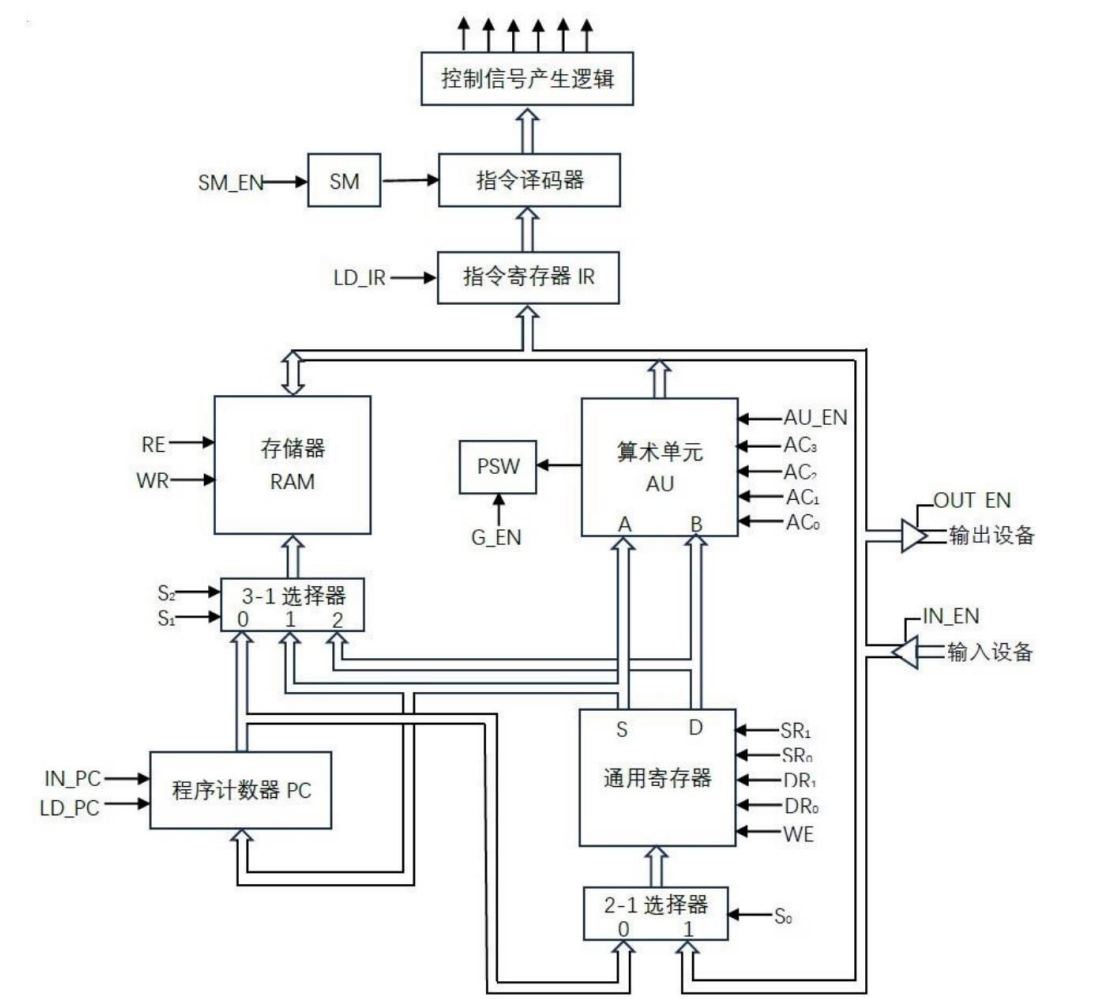 控制信号产生逻辑
SM_EN
SM
指令译码器
LD_IR
指令寄存器 IR
RE
WR
存储器
RAM
PSW
G_EN
算术单元
AU
A
B
AU_EN
AC₃
AC₂
AC₁
AC₀
OUT EN
输出设备
IN_EN
输入设备
S₂
S₁
3-1 选择器
0 1 2
IN_PC
LD_PC
程序计数器 PC
S
D
通用寄存器
SR₁
SR₀
DR₁
DR₀
WE
2-1 选择器
0 1
S₀